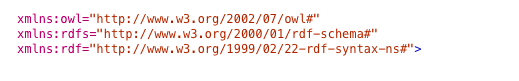 xmlns:owl="http://www.w3.org/2002/07/owl#"
xmlns:rdfs="http://www.w3.org/2000/01/rdf-schema#"
xmlns:rdf="http://www.w3.org/1999/02/22-rdf-syntax-ns#">